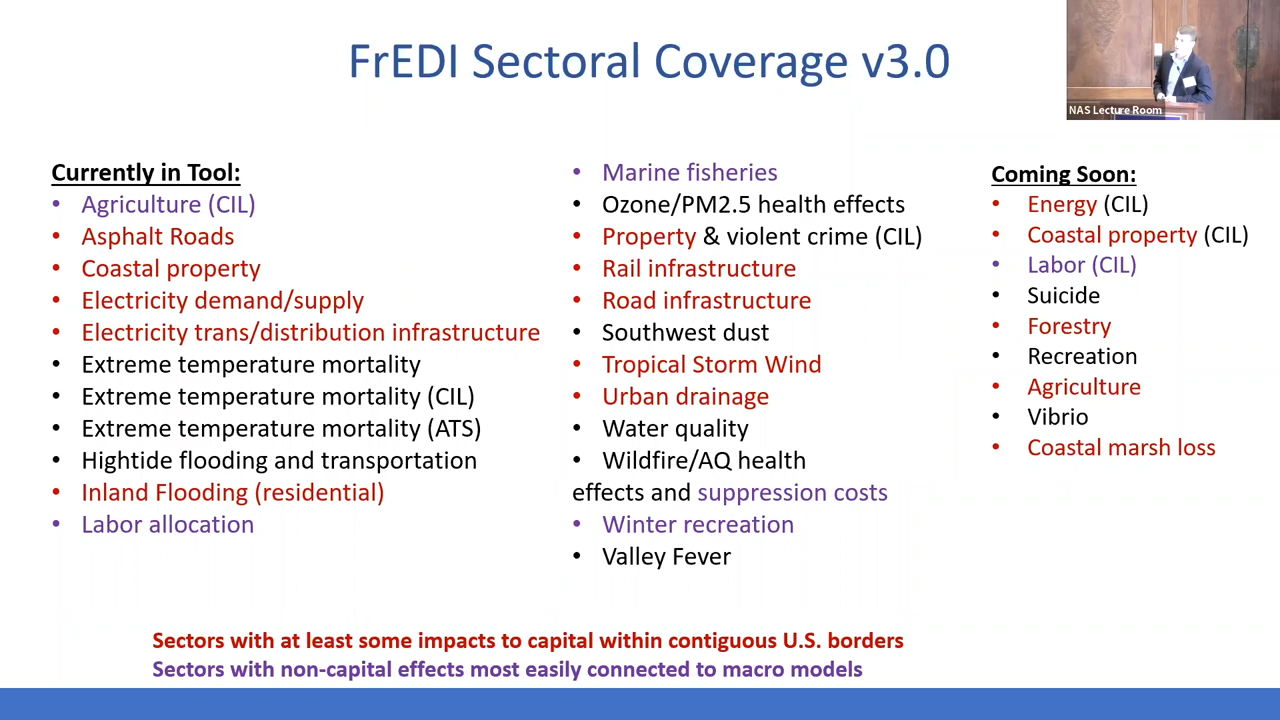 FrEDI Sectoral Coverage v3.0
NAS Lecture Room
Currently in Tool:
• Agriculture (CIL)
• Asphalt Roads
• Coastal property
• Electricity demand/supply
• Electricity trans/distribution infrastructure
• Extreme temperature mortality
• Extreme temperature mortality (CIL)
• Extreme temperature mortality (ATS)
• Hightide flooding and transportation
• Inland Flooding (residential)
• Labor allocation
• Marine fisheries
• Ozone/PM2.5 health effects
• Property & violent crime (CIL)
• Rail infrastructure
• Road infrastructure
• Southwest dust
• Tropical Storm Wind
• Urban drainage
• Water quality
• Wildfire/AQ health
effects and suppression costs
• Winter recreation
• Valley Fever
Coming Soon:
• Energy (CIL)
• Coastal property (CIL)
• Labor (CIL)
• Suicide
• Forestry
• Recreation
• Agriculture
• Vibrio
• Coastal marsh loss
Sectors with at least some impacts to capital within contiguous U.S. borders
Sectors with non-capital effects most easily connected to macro models